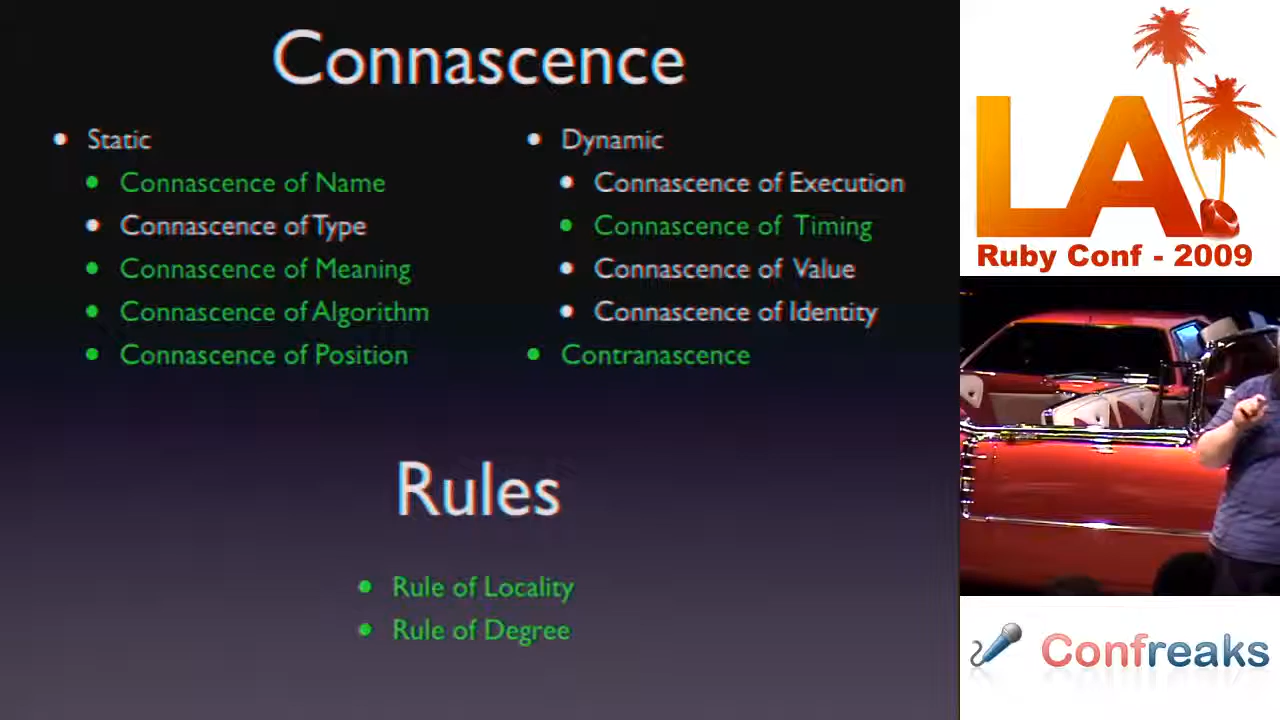 Connascence
Static
Connascence of Name
Connascence of Type
Connascence of Meaning
Connascence of Algorithm
Connascence of Position
Dynamic
Connascence of Execution
Connascence of Timing
Connascence of Value
Connascence of Identity
Contranascence
Rules
Rule of Locality
Rule of Degree
LA
Ruby Conf - 2009
Confreaks